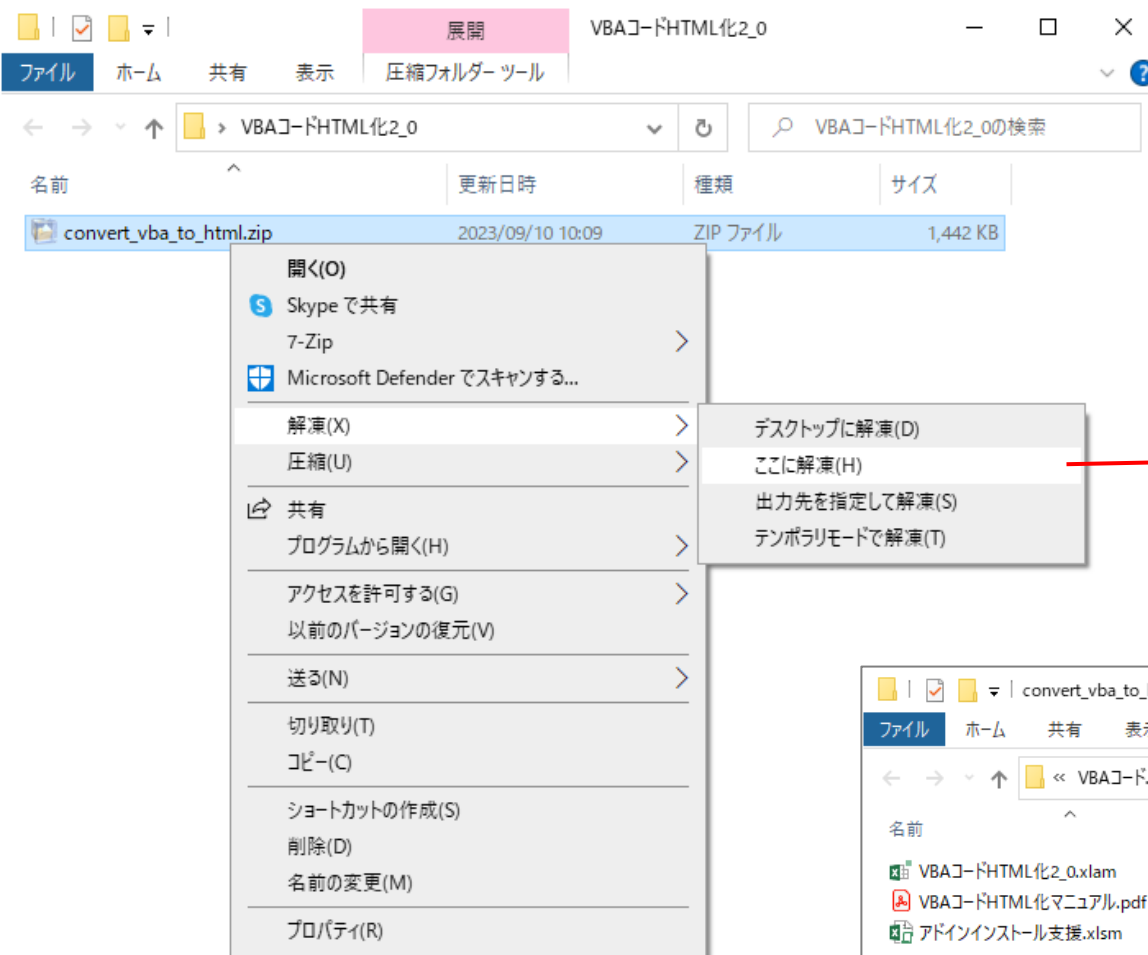 展開
VBAコードHTML化2_0
ファイル ホーム 共有 表示 圧縮フォルダー ツール
VBAコードHTML化2_0
VBAコードHTML化2_0の検索
名前 更新日時 種類 サイズ
convert_vba_to_html.zip 2023/09/10 10:09 ZIP ファイル 1,442 KB
開く(O)
Skype で共有
7-Zip
Microsoft Defender でスキャンする...
解凍(X)
圧縮(U)
共有
プログラムから開く(H)
アクセスを許可する(G)
以前のバージョンの復元(V)
送る(N)
切り取り(T)
コピー(C)
ショートカットの作成(S)
削除(D)
名前の変更(M)
プロパティ(R)
デスクトップに解凍(D)
ここに解凍(H)
出力先を指定して解凍(S)
テンポラリモードで解凍(T)
convert_vba_to_
ファイル ホーム 共有 表示
« VBAコード
名前
VBAコードHTML化2_0.xlam
VBAコードHTML化マニュアル.pdf
アドインインストール支援.xlsm